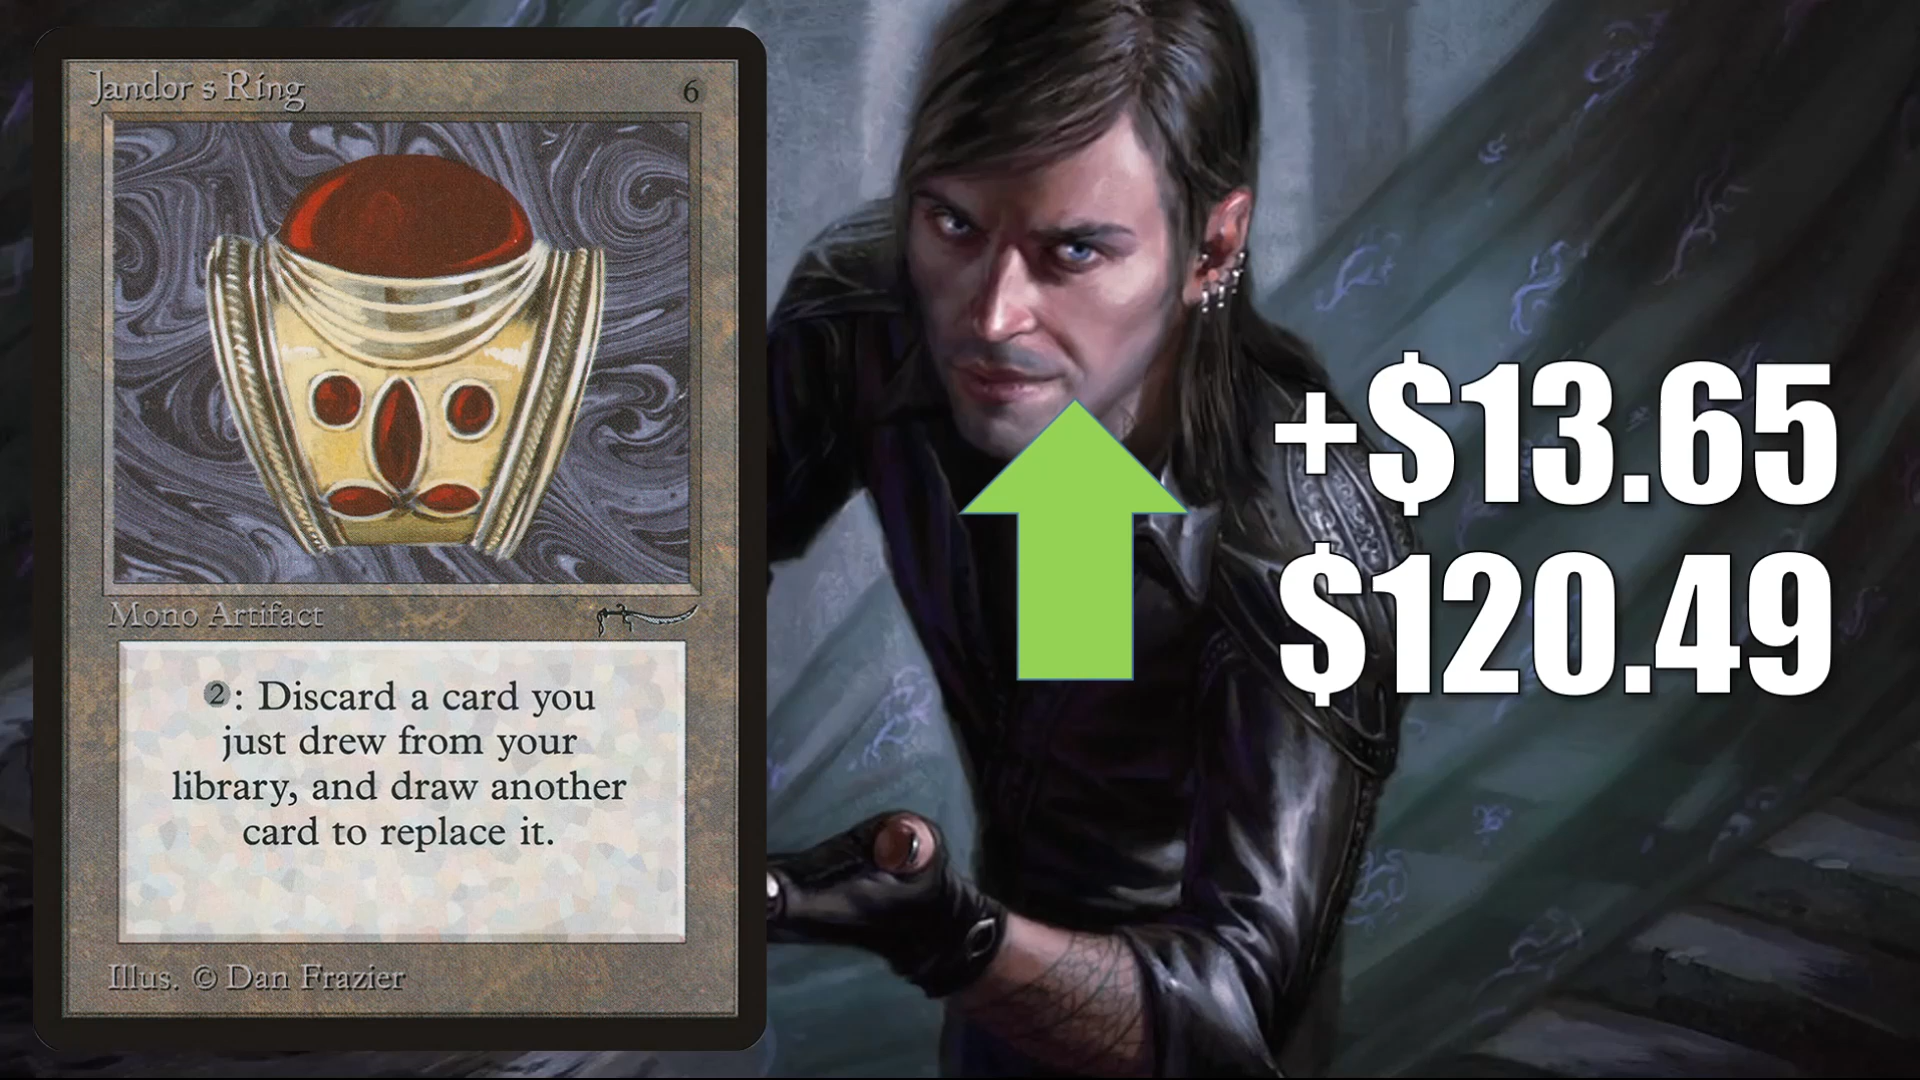 Jandor s Ring
6
Mono Artifact
2: Discard a card you
just drew from your
library, and draw another
card to replace it.
Illus. © Dan Frazier
+$13.65
$120.49